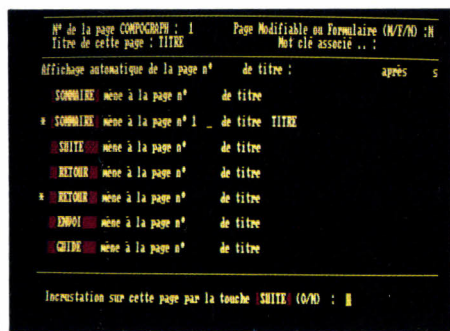 N° de la page COMPOGRAPH : 1 Page Modifiable ou Formulaire (M/F/N) :N
Titre de cette page : TITRE Mot clé associé .. :
Affichage automatique de la page n° de titre : après s
SOMMAIRE mène à la page n° de titre
* SOMMAIRE mène à la page n° 1 _ de titre TITRE
SUITE mène à la page n° de titre
RETOUR mène à la page n° de titre
* RETOUR mène à la page n° de titre
ENVOI mène à la page n° de titre
GUIDE mène à la page n° de titre
Incrustation sur cette page par la touche SUITE (O/N) :